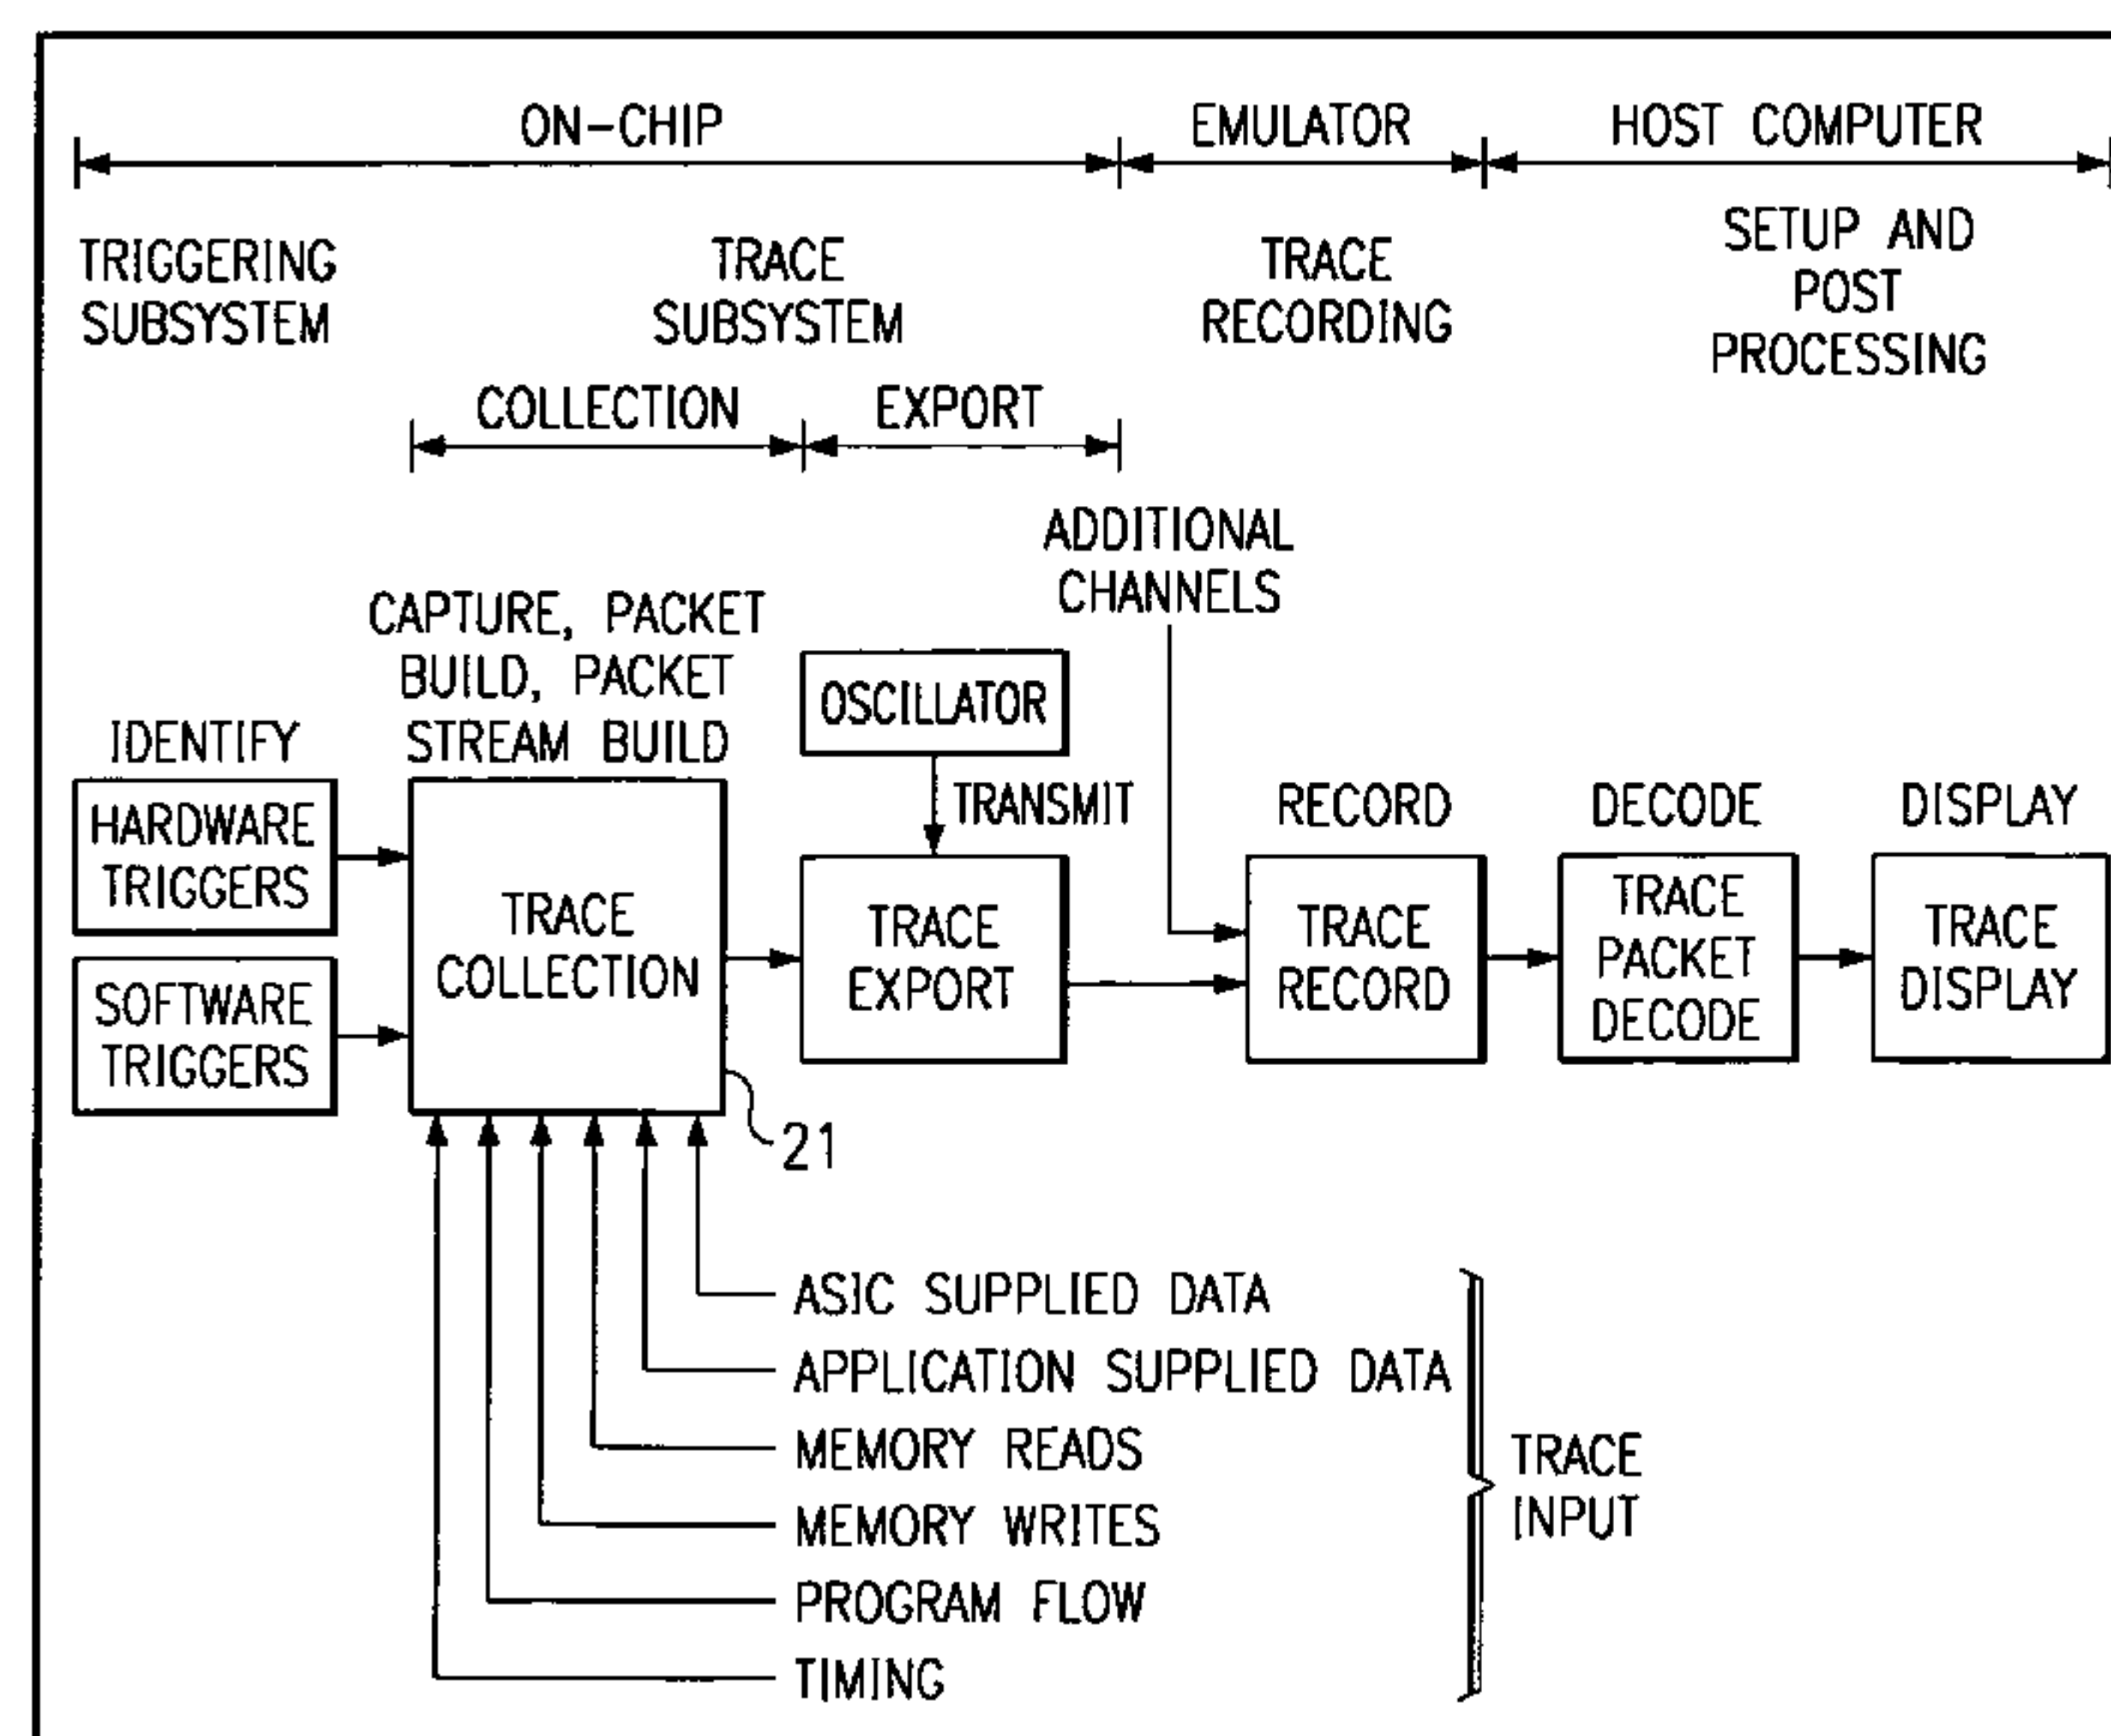 ON-CHIP
EMULATOR
HOST COMPUTER
TRIGGERING
SUBSYSTEM
TRACE
SUBSYSTEM
TRACE
RECORDING
SETUP AND
POST
PROCESSING
COLLECTION
EXPORT
ADDITIONAL
CHANNELS
CAPTURE, PACKET
BUILD, PACKET
STREAM BUILD
OSCILLATOR
TRANSMIT
IDENTIFY
HARDWARE
TRIGGERS
SOFTWARE
TRIGGERS
TRACE
COLLECTION
21
TRACE
EXPORT
RECORD
TRACE
RECORD
DECODE
TRACE
PACKET
DECODE
DISPLAY
TRACE
DISPLAY
ASIC SUPPLIED DATA
APPLICATION SUPPLIED DATA
MEMORY READS
MEMORY WRITES
PROGRAM FLOW
TIMING
TRACE
INPUT